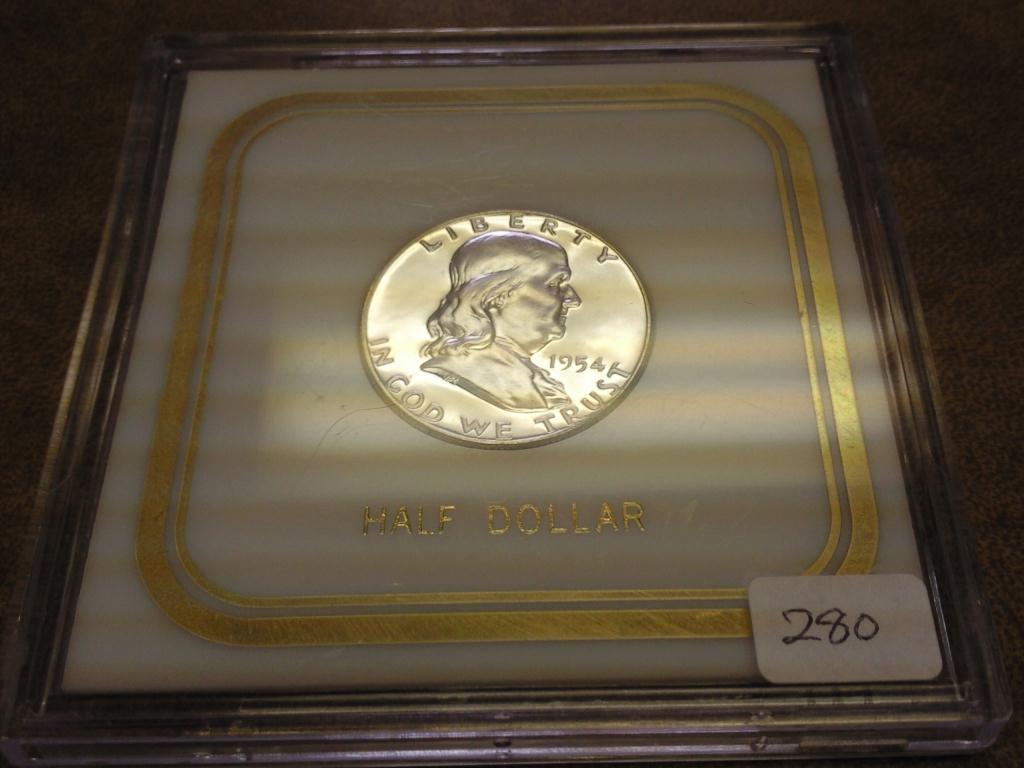 LIBERTY
1954
IN GOD WE TRUST
HALF DOLLAR
280